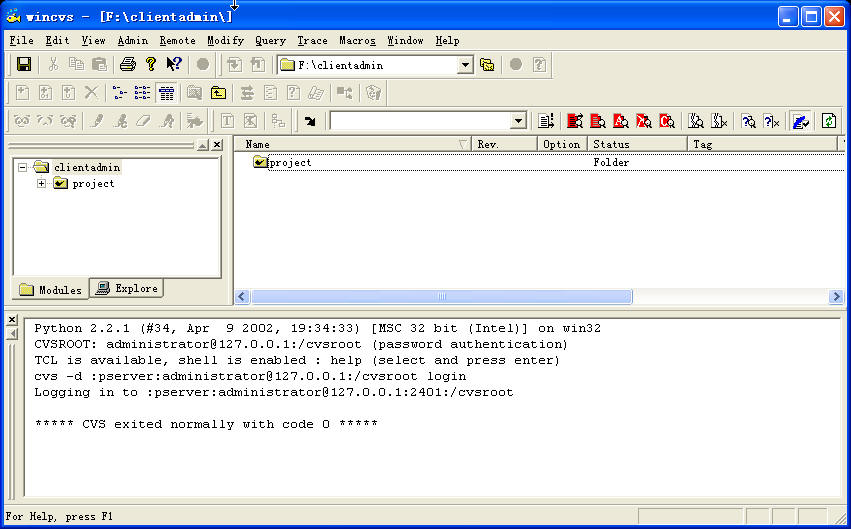 wincvs - [F:\clientadmin\]
File Edit View Admin Remote Modify Query Trace Macros Window Help
F:\clientadmin
clientadmin
project
Modules Explore
Name Rev. Option Status Tag
project Folder
Python 2.2.1 (#34, Apr  9 2002, 19:34:33) [MSC 32 bit (Intel)] on win32
CVSROOT: administrator@127.0.0.1:/cvsroot (password authentication)
TCL is available, shell is enabled : help (select and press enter)
cvs -d :pserver:administrator@127.0.0.1:/cvsroot login
Logging in to :pserver:administrator@127.0.0.1:2401:/cvsroot
***** CVS exited normally with code 0 *****
For Help, press F1